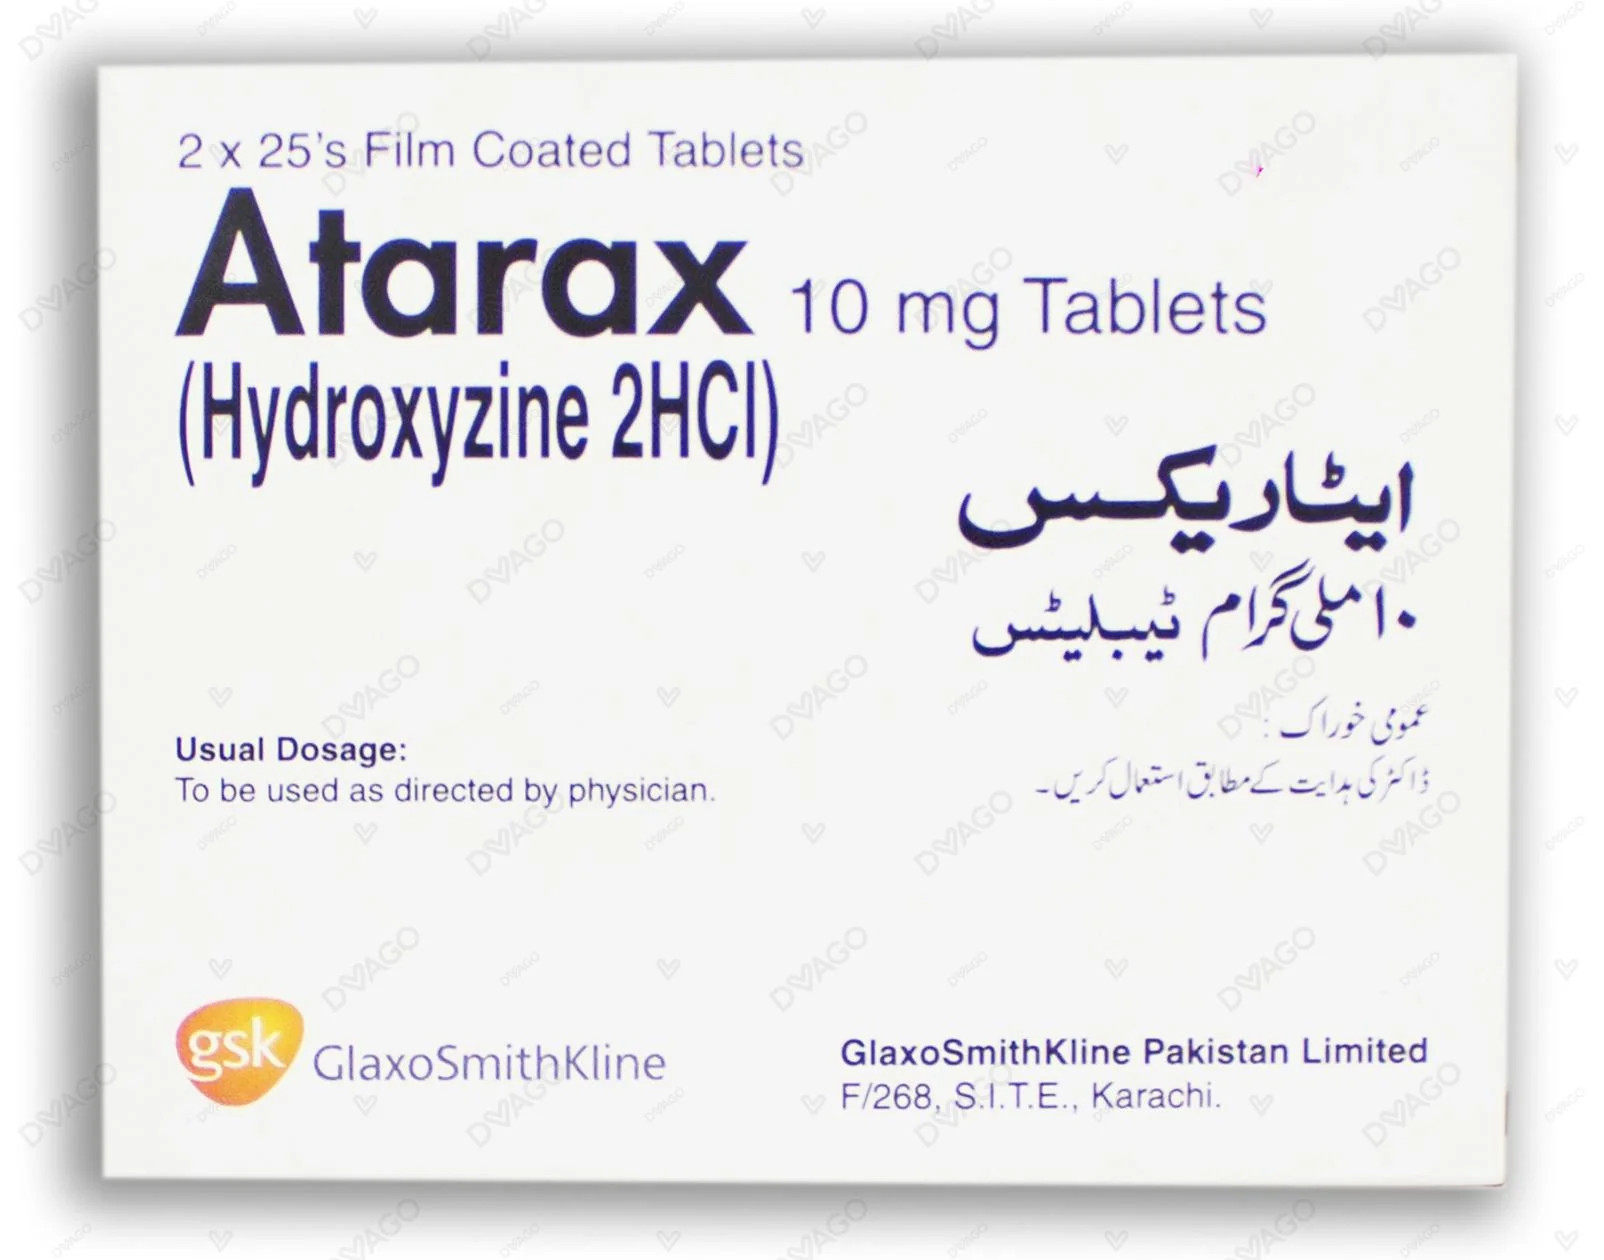 2 x 25's Film Coated Tablets
Atarax 10 mg Tablets
(Hydroxyzine 2HCl)
ایٹاریکس
۱۰ ملی گرام ٹیبلیٹس
Usual Dosage:
To be used as directed by physician.
عمومی خوراک :
ڈاکٹر کی ہدایت کے مطابق استعمال کریں۔
gsk GlaxoSmithKline
GlaxoSmithKline Pakistan Limited
F/268, S.I.T.E., Karachi.
DVAGO